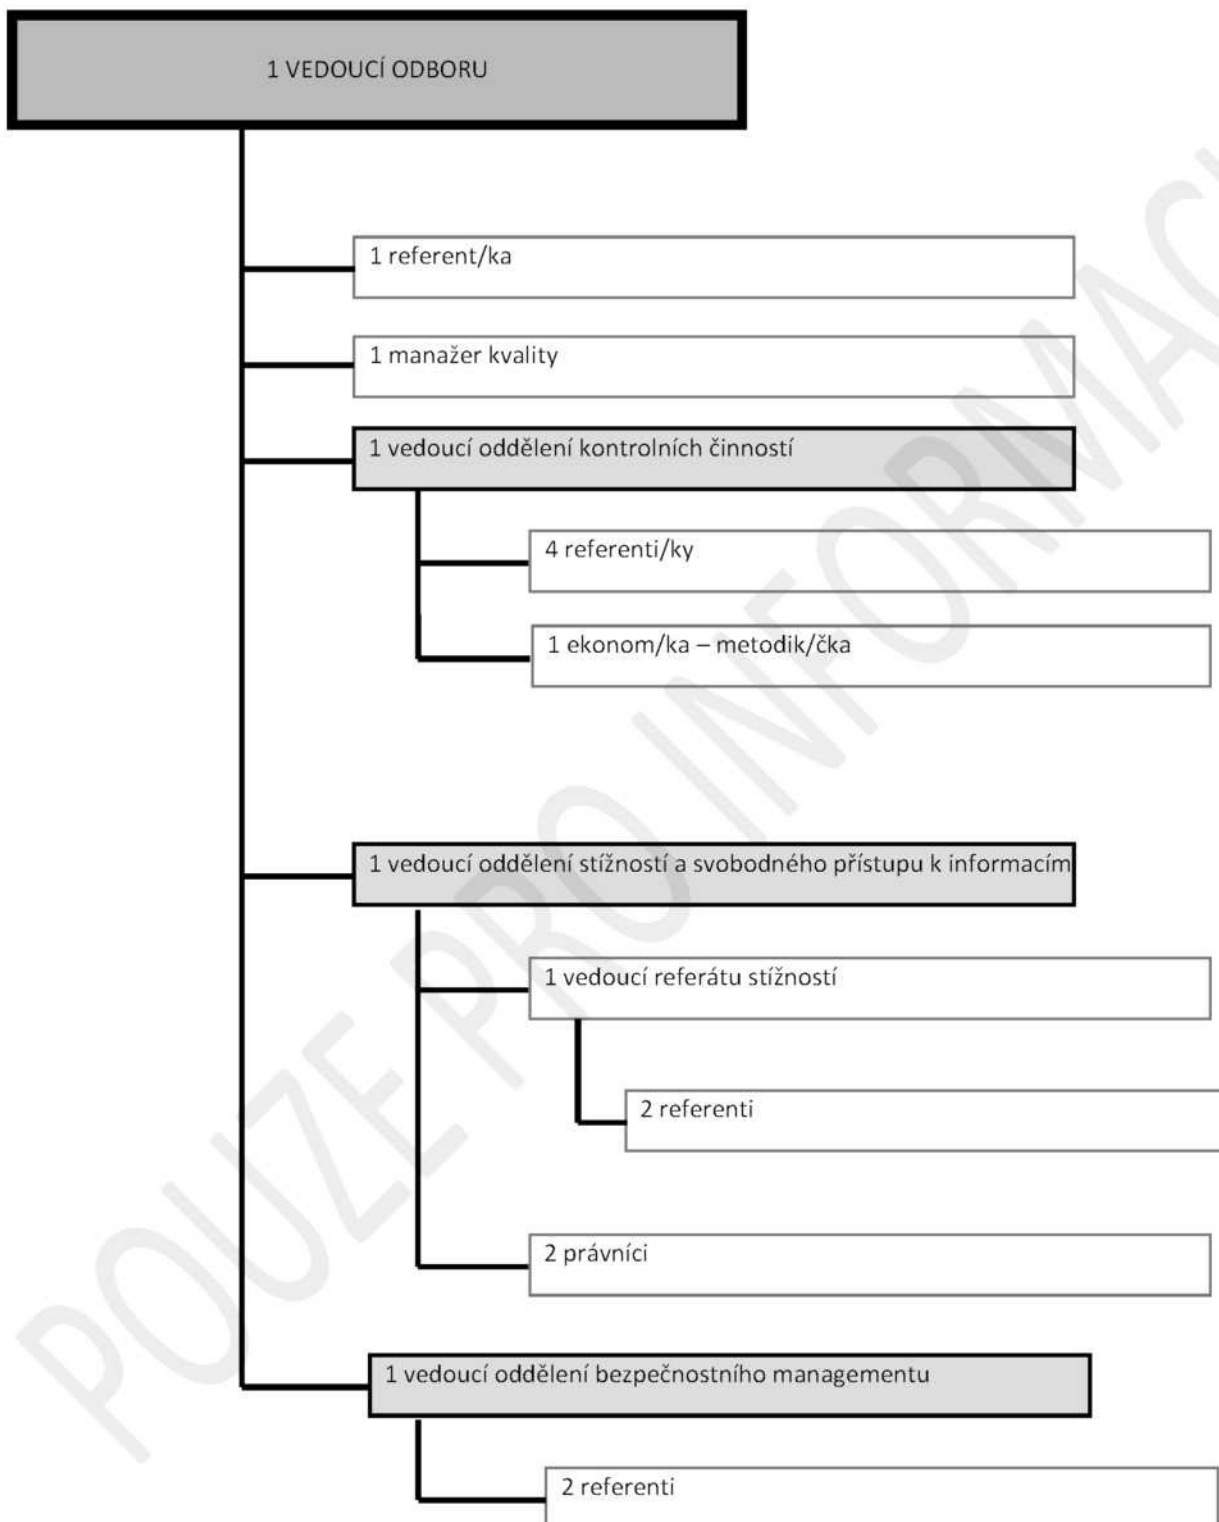 1 VEDOUCÍ ODBORU
1 referent/ka
1 manažer kvality
1 vedoucí oddělení kontrolních činností
4 referenti/ky
1 ekonom/ka – metodik/čka
1 vedoucí oddělení stížností a svobodného přístupu k informacím
1 vedoucí referátu stížností
2 referenti
2 právníci
1 vedoucí oddělení bezpečnostního managementu
2 referenti
POUZE PRO INFORMAC